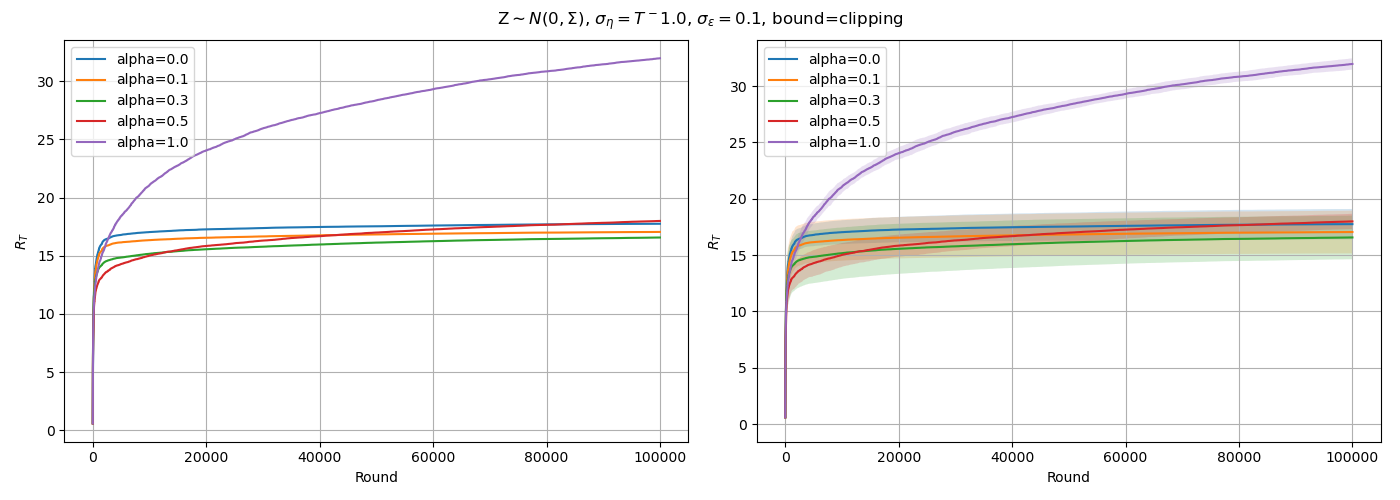 Z ∼ N(0, Σ), σ_η = T⁻1.0, σ_ε = 0.1, bound=clipping
alpha=0.0
alpha=0.1
alpha=0.3
alpha=0.5
alpha=1.0
30
25
20
15
10
5
0
R_T
0 20000 40000 60000 80000 100000
Round
alpha=0.0
alpha=0.1
alpha=0.3
alpha=0.5
alpha=1.0
30
25
20
15
10
5
0
R_T
0 20000 40000 60000 80000 100000
Round